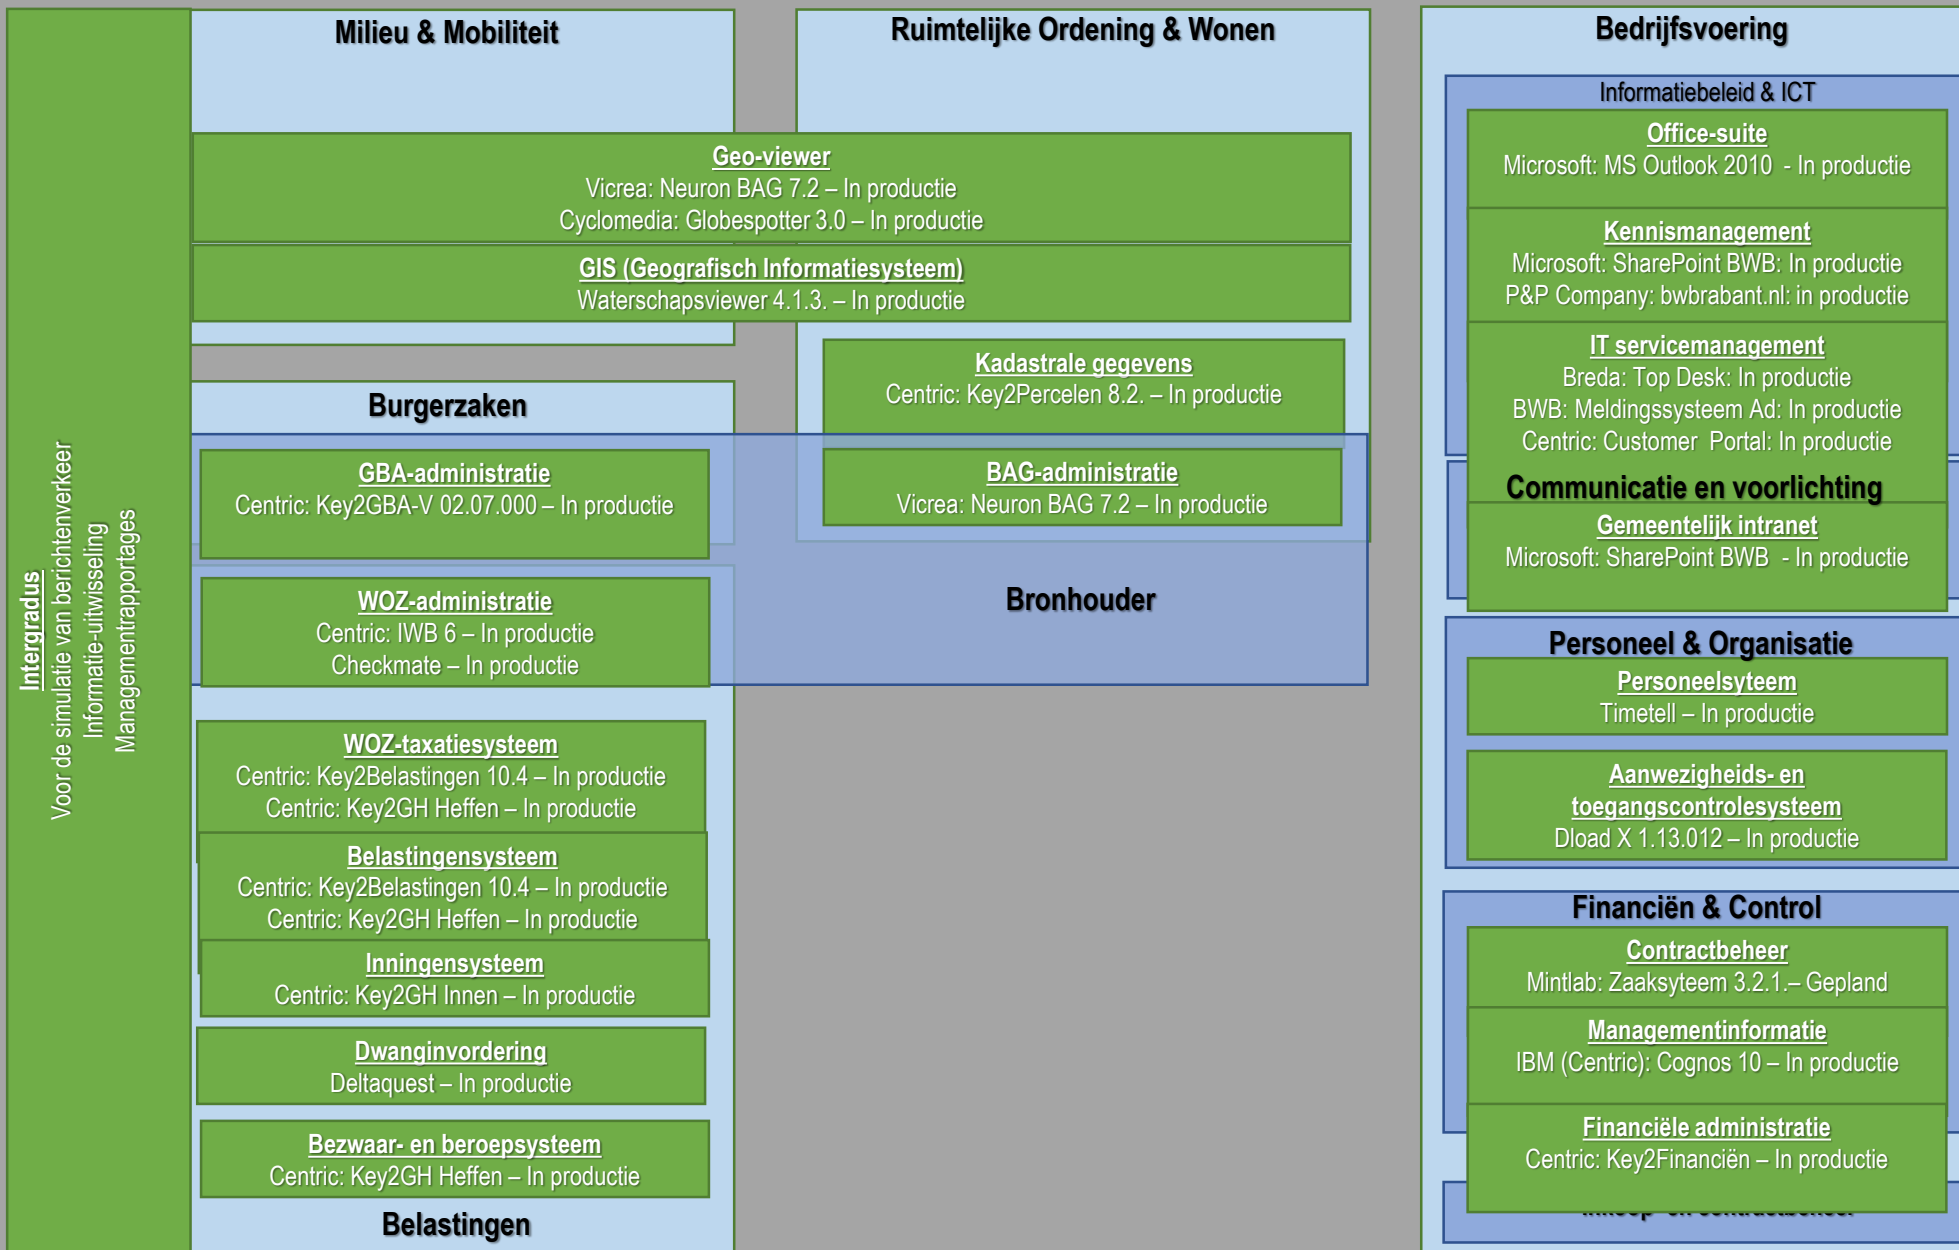 Intergradus
Voor de simulatie van berichtenverkeer
Informatie-uitwisseling
Managementrapportages
Milieu & Mobiliteit
Ruimtelijke Ordening & Wonen
Geo-viewer
Vicrea: Neuron BAG 7.2 – In productie
Cyclomedia: Globespotter 3.0 – In productie
GIS (Geografisch Informatiesysteem)
Waterschapsviewer 4.1.3. – In productie
Kadastrale gegevens
Centric: Key2Percelen 8.2. – In productie
Burgerzaken
GBA-administratie
Centric: Key2GBA-V 02.07.000 – In productie
BAG-administratie
Vicrea: Neuron BAG 7.2 – In productie
Bronhouder
WOZ-administratie
Centric: IWB 6 – In productie
Checkmate – In productie
WOZ-taxatiesysteem
Centric: Key2Belastingen 10.4 – In productie
Centric: Key2GH Heffen – In productie
Belastingensysteem
Centric: Key2Belastingen 10.4 – In productie
Centric: Key2GH Heffen – In productie
Inningensysteem
Centric: Key2GH Innen – In productie
Dwanginvordering
Deltaquest – In productie
Bezwaar- en beroepsysteem
Centric: Key2GH Heffen – In productie
Belastingen
Bedrijfsvoering
Informatiebeleid & ICT
Office-suite
Microsoft: MS Outlook 2010 - In productie
Kennismanagement
Microsoft: SharePoint BWB: In productie
P&P Company: bwbrabant.nl: in productie
IT servicemanagement
Breda: Top Desk: In productie
BWB: Meldingssysteem Ad: In productie
Centric: Customer Portal: In productie
Communicatie en voorlichting
Gemeentelijk intranet
Microsoft: SharePoint BWB - In productie
Personeel & Organisatie
Personeelsyteem
Timetell – In productie
Aanwezigheids- en
toegangscontrolesysteem
Dload X 1.13.012 – In productie
Financiën & Control
Contractbeheer
Mintlab: Zaaksyteem 3.2.1.– Gepland
Managementinformatie
IBM (Centric): Cognos 10 – In productie
Financiële administratie
Centric: Key2Financiën – In productie